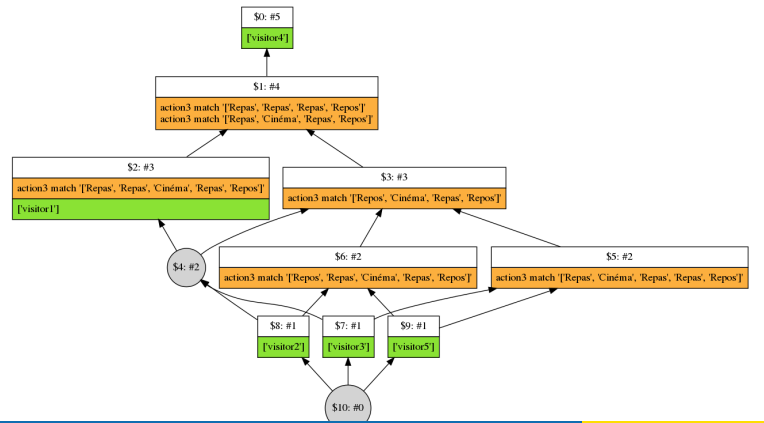 $0: #5
['visitor4']
$1: #4
action3 match '['Repas', 'Repas', 'Repas', 'Repos']'
action3 match '['Repas', 'Cinéma', 'Repas', 'Repos']'
$2: #3
action3 match '['Repas', 'Repas', 'Cinéma', 'Repas', 'Repos']'
['visitor1']
$3: #3
action3 match '['Repos', 'Cinéma', 'Repas', 'Repos']'
$4: #2
$6: #2
action3 match '['Repos', 'Repas', 'Cinéma', 'Repas', 'Repos']'
$5: #2
action3 match '['Repas', 'Cinéma', 'Repas', 'Repas', 'Repos']'
$8: #1
['visitor2']
$7: #1
['visitor3']
$9: #1
['visitor5']
$10: #0